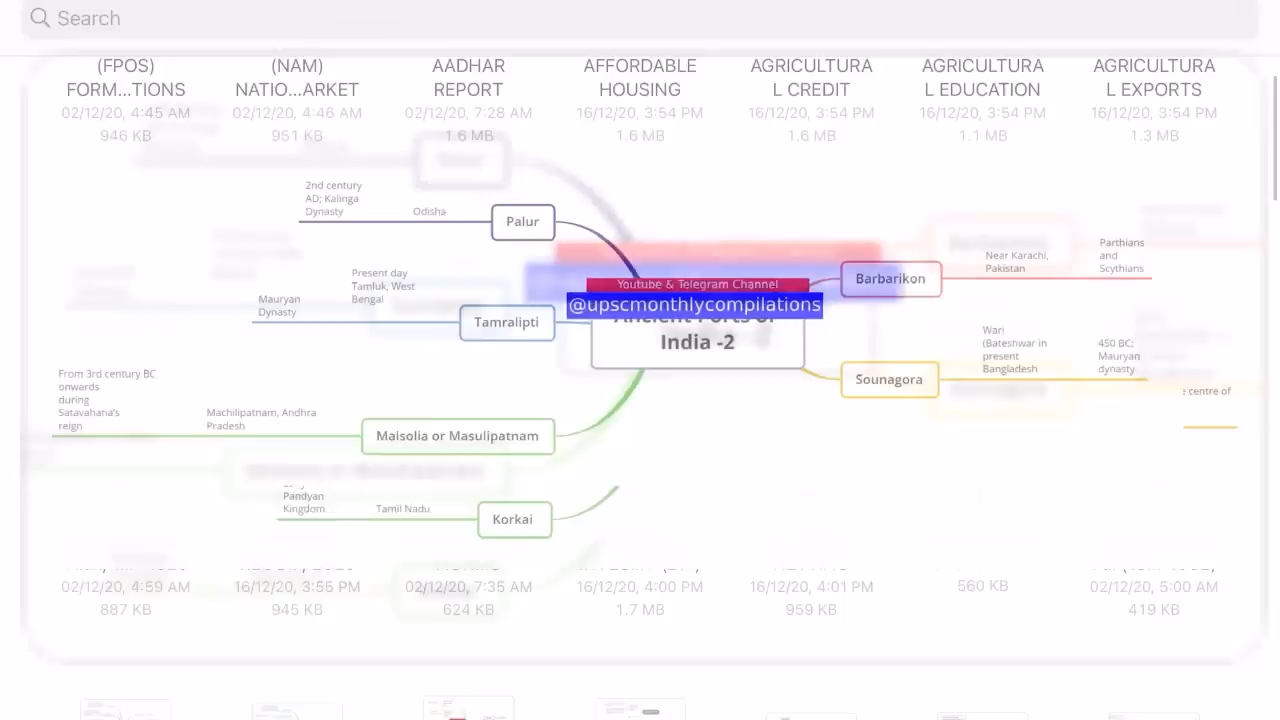 Search
(FPOS)
FORM...TIONS
02/12/20, 4:45 AM
946 KB
(NAM)
NATIO...ARKET
02/12/20, 4:46 AM
951 KB
AADHAR
REPORT
02/12/20, 7:28 AM
1.6 MB
AFFORDABLE
HOUSING
16/12/20, 3:54 PM
1.6 MB
AGRICULTURA
L CREDIT
16/12/20, 3:54 PM
1.6 MB
AGRICULTURA
L EDUCATION
16/12/20, 3:54 PM
1.1 MB
AGRICULTURA
L EXPORTS
16/12/20, 3:54 PM
1.3 MB
2nd century
AD; Kalinga
Dynasty
Odisha
Palur
Present day
Tamluk, West
Bengal
Mauryan
Dynasty
Tamralipti
From 3rd century BC
onwards
during
Satavahana's
reign
Machilipatnam, Andhra
Pradesh
Maisolia or Masulipatnam
Pandyan
Kingdom
Tamil Nadu
Korkai
Youtube & Telegram Channel
@upscmonthlycompilations
Ancient Ports of
India -2
Barbarikon
Near Karachi,
Pakistan
Parthians
and
Scythians
Sounagora
Wari
(Bateshwar in
present
Bangladesh
450 BC;
Mauryan
dynasty
centre of
02/12/20, 4:59 AM
887 KB
16/12/20, 3:55 PM
945 KB
02/12/20, 7:35 AM
624 KB
16/12/20, 4:00 PM
1.7 MB
16/12/20, 4:01 PM
959 KB
560 KB
02/12/20, 5:00 AM
419 KB